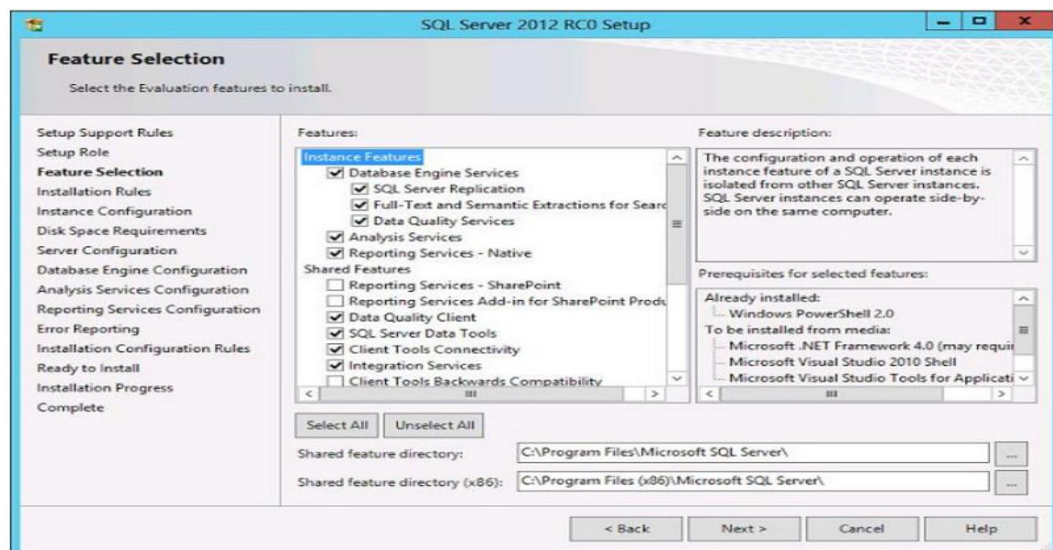 SQL Server 2012 RC0 Setup
Feature Selection
Select the Evaluation features to install.
Setup Support Rules
Setup Role
Feature Selection
Installation Rules
Instance Configuration
Disk Space Requirements
Server Configuration
Database Engine Configuration
Analysis Services Configuration
Reporting Services Configuration
Error Reporting
Installation Configuration Rules
Ready to Install
Installation Progress
Complete
Features:
Instance Features
Database Engine Services
SQL Server Replication
Full-Text and Semantic Extractions for Searc
Data Quality Services
Analysis Services
Reporting Services - Native
Shared Features
Reporting Services - SharePoint
Reporting Services Add-in for SharePoint Produ
Data Quality Client
SQL Server Data Tools
Client Tools Connectivity
Integration Services
Client Tools Backwards Compatibility
Select All
Unselect All
Feature description:
The configuration and operation of each
instance feature of a SQL Server instance is
isolated from other SQL Server instances.
SQL Server instances can operate side-by-
side on the same computer.
Prerequisites for selected features:
Already installed:
Windows PowerShell 2.0
To be installed from media:
Microsoft .NET Framework 4.0 (may requir
Microsoft Visual Studio 2010 Shell
Microsoft Visual Studio Tools for Applicati
Shared feature directory: C:\Program Files\Microsoft SQL Server\ ...
Shared feature directory (x86): C:\Program Files (x86)\Microsoft SQL Server\ ...
< Back Next > Cancel Help